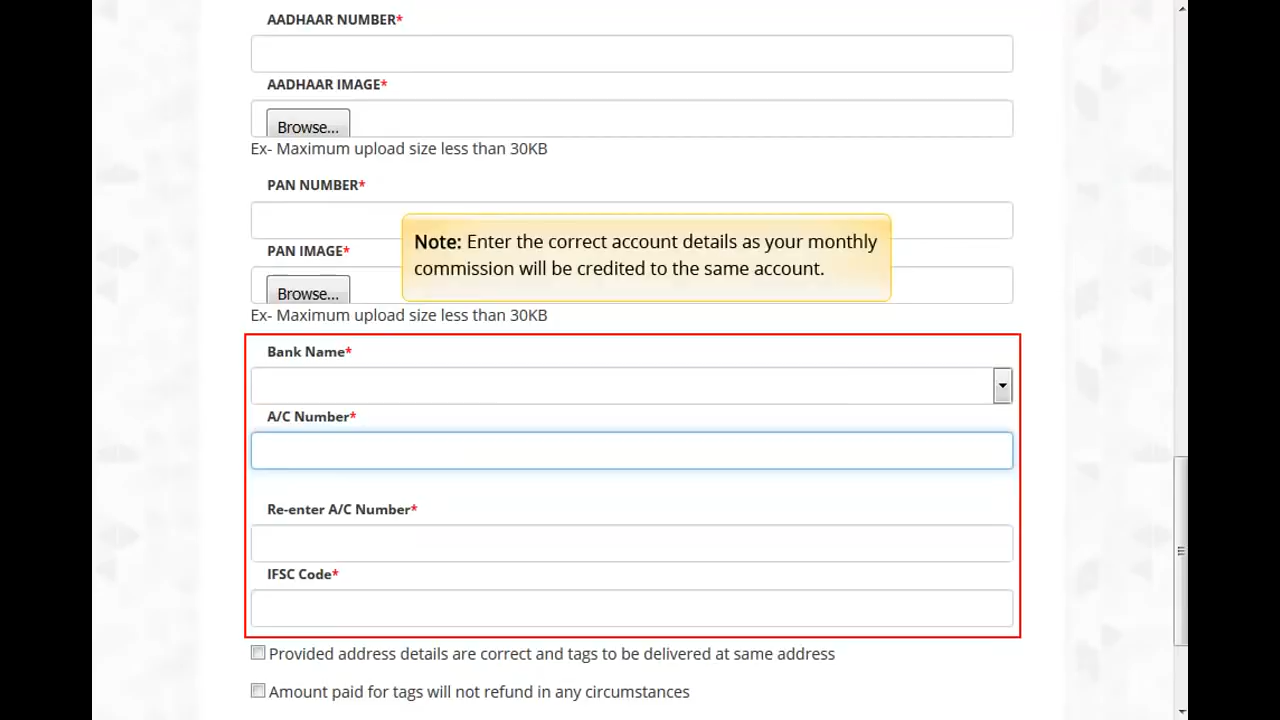 AADHAAR NUMBER*
AADHAAR IMAGE*
Browse...
Ex- Maximum upload size less than 30KB
PAN NUMBER*
Note: Enter the correct account details as your monthly
commission will be credited to the same account.
PAN IMAGE*
Browse...
Ex- Maximum upload size less than 30KB
Bank Name*
A/C Number*
Re-enter A/C Number*
IFSC Code*
Provided address details are correct and tags to be delivered at same address
Amount paid for tags will not refund in any circumstances